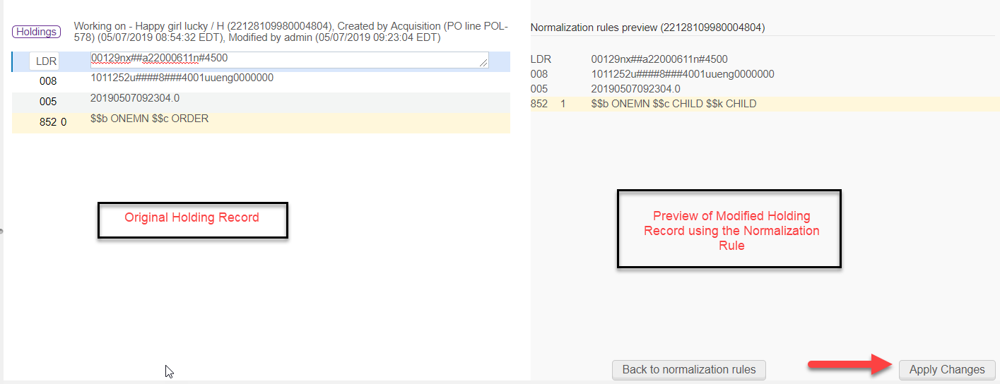 Holdings
Working on - Happy girl lucky / H (22128109980004804), Created by Acquisition (PO line POL-
578) (05/07/2019 08:54:32 EDT), Modified by admin (05/07/2019 09:23:04 EDT)
LDR 00129nx##a22000611n#4500
008 1011252u####8###4001uueng0000000
005 20190507092304.0
852 0 $$b ONEMN $$c ORDER
Original Holding Record
Normalization rules preview (22128109980004804)
LDR 00129nx##a22000611n#4500
008 1011252u####8###4001uueng0000000
005 20190507092304.0
852 1 $$b ONEMN $$c CHILD $$k CHILD
Preview of Modified Holding
Record using the Normalization
Rule
Back to normalization rules
Apply Changes